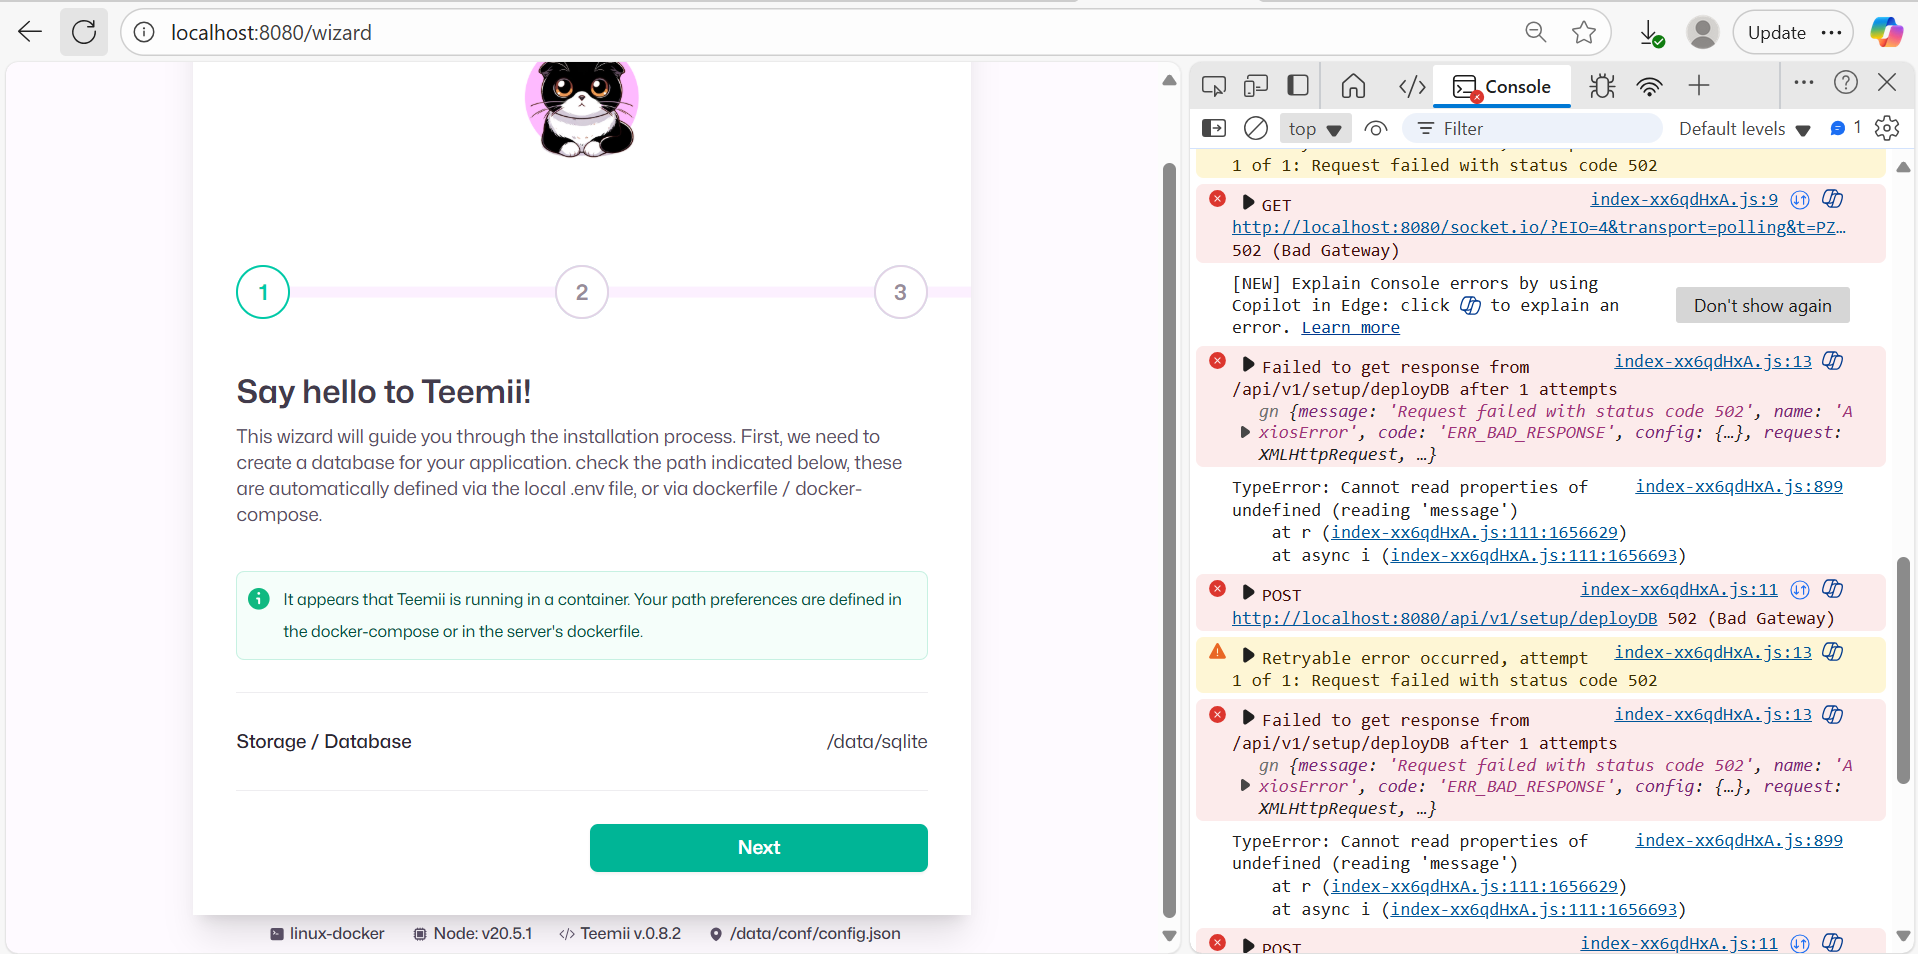 localhost:8080/wizard
Update
1
2
3
Say hello to Teemii!
This wizard will guide you through the installation process. First, we need to
create a database for your application. check the path indicated below, these
are automatically defined via the local .env file, or via dockerfile / docker-
compose.
It appears that Teemii is running in a container. Your path preferences are defined in
the docker-compose or in the server's dockerfile.
Storage / Database /data/sqlite
Next
linux-docker Node: v20.5.1 </> Teemii v.0.8.2 /data/conf/config.json
Console
top Filter Default levels 1
1 of 1: Request failed with status code 502
GET index-xx6qdHxA.js:9
http://localhost:8080/socket.io/?EIO=4&transport=polling&t=PZ…
502 (Bad Gateway)
[NEW] Explain Console errors by using
Copilot in Edge: click to explain an
error. Learn more
Don't show again
Failed to get response from index-xx6qdHxA.js:13
/api/v1/setup/deployDB after 1 attempts
gn {message: 'Request failed with status code 502', name: 'A
xiosError', code: 'ERR_BAD_RESPONSE', config: {…}, request:
XMLHttpRequest, …}
TypeError: Cannot read properties of index-xx6qdHxA.js:899
undefined (reading 'message')
at r (index-xx6qdHxA.js:111:1656629)
at async i (index-xx6qdHxA.js:111:1656693)
POST index-xx6qdHxA.js:11
http://localhost:8080/api/v1/setup/deployDB 502 (Bad Gateway)
Retryable error occurred, attempt index-xx6qdHxA.js:13
1 of 1: Request failed with status code 502
Failed to get response from index-xx6qdHxA.js:13
/api/v1/setup/deployDB after 1 attempts
gn {message: 'Request failed with status code 502', name: 'A
xiosError', code: 'ERR_BAD_RESPONSE', config: {…}, request:
XMLHttpRequest, …}
TypeError: Cannot read properties of index-xx6qdHxA.js:899
undefined (reading 'message')
at r (index-xx6qdHxA.js:111:1656629)
at async i (index-xx6qdHxA.js:111:1656693)
POST index-xx6qdHxA.js:11